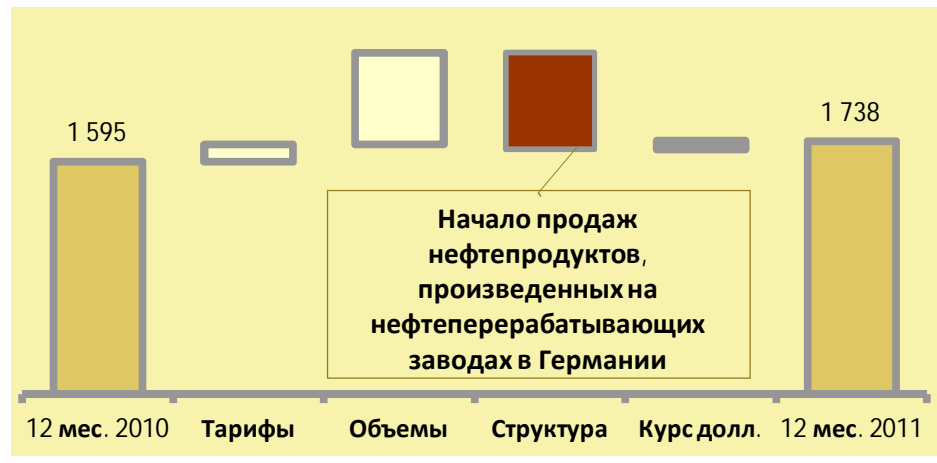 1 595
1 738
Начало продаж
нефтепродуктов,
произведенных на
нефтеперерабатывающих
заводах в Германии
12 мес. 2010 Тарифы Объемы Структура Курс долл. 12 мес. 2011